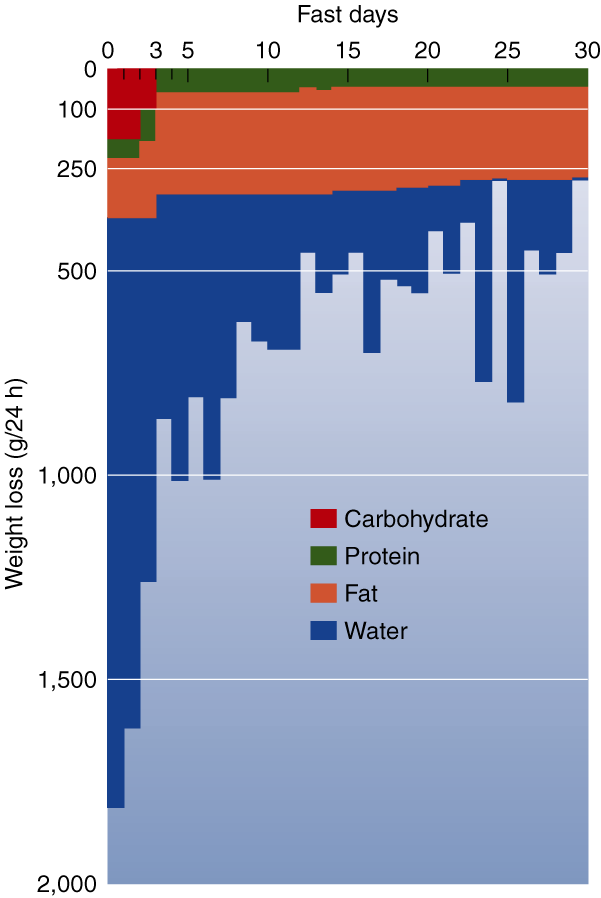 Fast days
0 3 5 10 15 20 25 30
0
100
250
500
1,000
1,500
2,000
Weight loss (g/24 h)
Carbohydrate
Protein
Fat
Water